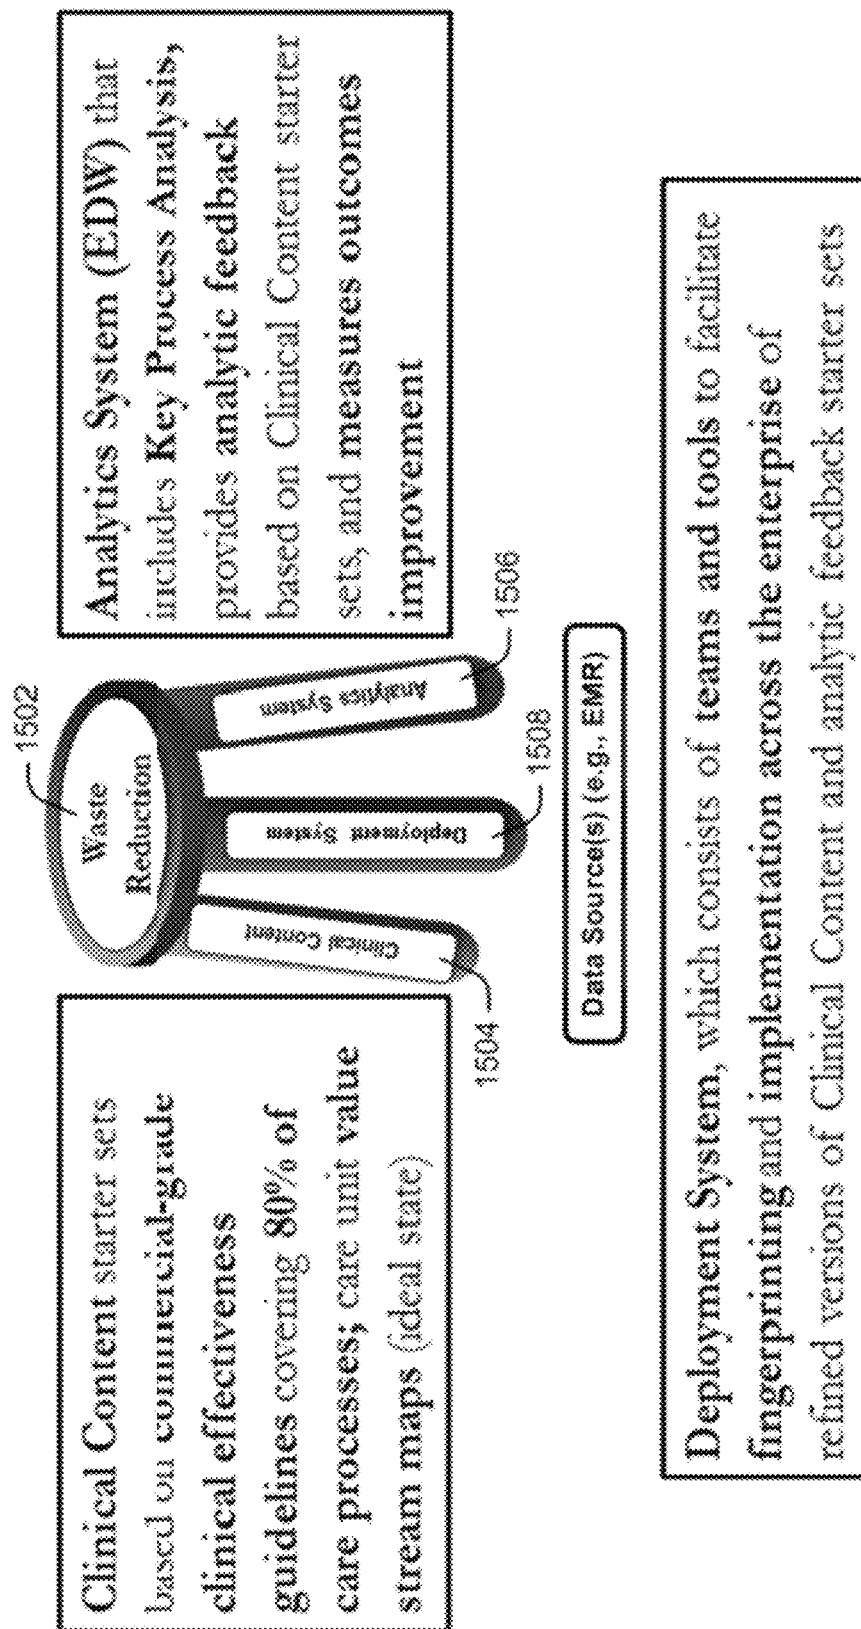 Clinical Content starter sets
based on commercial-grade
clinical effectiveness
guidelines covering 80% of
care processes; care unit value
stream maps (ideal state)
1502
Waste
Reduction
Clinical Content
Deployment System
Analytics System
1504
1508
1506
Analytics System (EDW) that
includes Key Process Analysis,
provides analytic feedback
based on Clinical Content starter
sets, and measures outcomes
improvement
Data Source(s) (e.g., EMR)
Deployment System, which consists of teams and tools to facilitate
fingerprinting and implementation across the enterprise of
refined versions of Clinical Content and analytic feedback starter sets